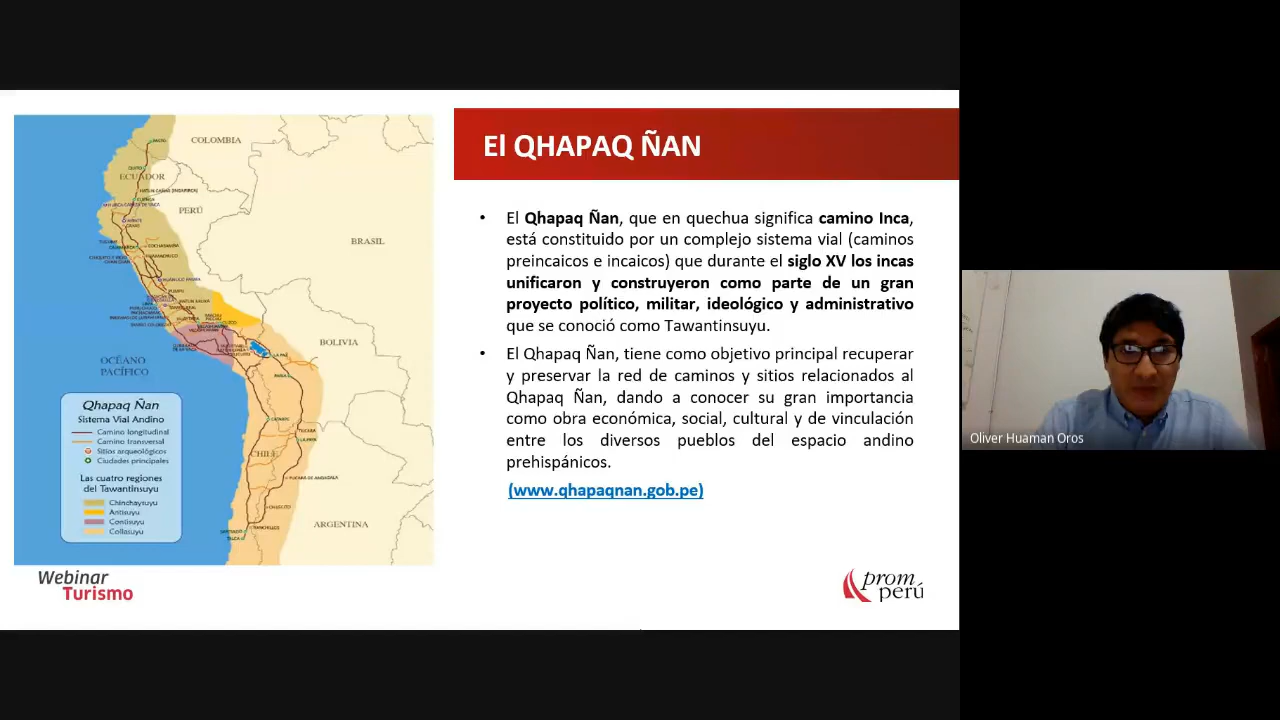 El QHAPAQ ÑAN
• El Qhapaq Ñan, que en quechua significa camino Inca,
está constituido por un complejo sistema vial (caminos
preincaicos e incaicos) que durante el siglo XV los incas
unificaron y construyeron como parte de un gran
proyecto político, militar, ideológico y administrativo
que se conoció como Tawantinsuyu.
• El Qhapaq Ñan, tiene como objetivo principal recuperar
y preservar la red de caminos y sitios relacionados al
Qhapaq Ñan, dando a conocer su gran importancia
como obra económica, social, cultural y de vinculación
entre los diversos pueblos del espacio andino
prehispánicos.
(www.qhapaqnan.gob.pe)
COLOMBIA
PASTO
QUITO
ECUADOR
CUENCA
PERÚ
BRASIL
BOLIVIA
LA PAZ
OCÉANO
PACÍFICO
CHILE
ARGENTINA
Qhapaq Ñan
Sistema Vial Andino
Camino longitudinal
Camino transversal
Sitios arqueológicos
Ciudades principales
Las cuatro regiones
del Tawantinsuyu
Chinchaysuyu
Antisuyu
Contisuyu
Collasuyu
Webinar
Turismo
prom
perú
Oliver Huaman Oros